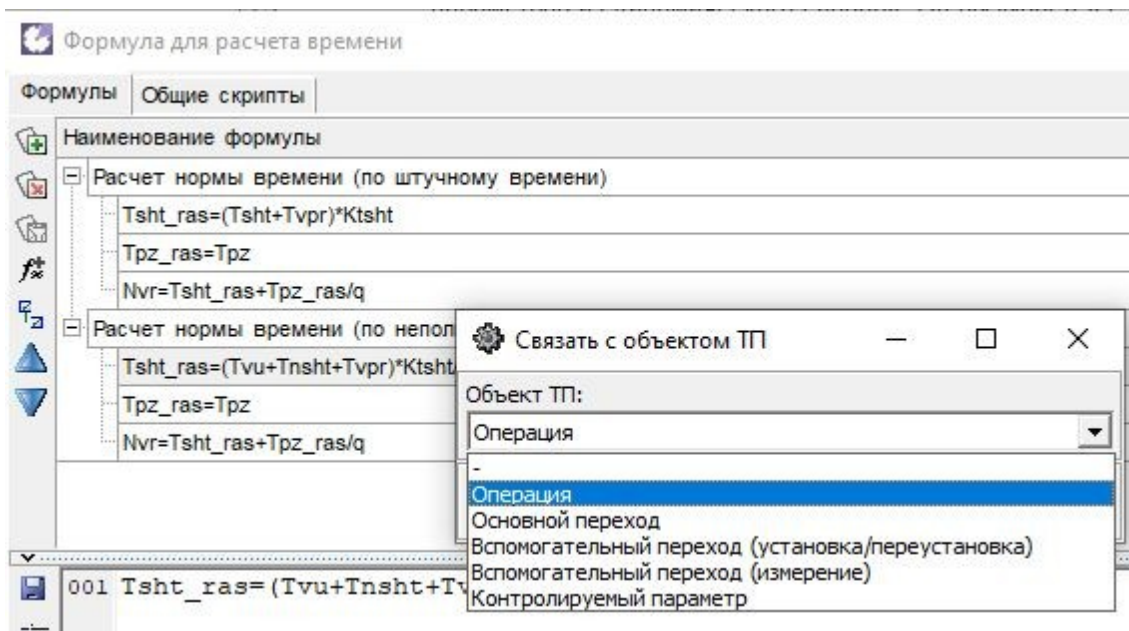 Формула для расчета времени
Формулы Общие скрипты
Наименование формулы
Расчет нормы времени (по штучному времени)
Tsht_ras=(Tsht+Tvpr)*Ktsht
Tpz_ras=Tpz
Nvr=Tsht_ras+Tpz_ras/q
Расчет нормы времени (по
Tsht_ras=(Tvu+Tnsht+Tvpr)*Ktsht
Tpz_ras=Tpz
Nvr=Tsht_ras+Tpz_ras/q
Связать с объектом ТП
Объект ТП:
Операция
-
Операция
Основной переход
Вспомогательный переход (установка/переустановка)
Вспомогательный переход (измерение)
Контролируемый параметр
001 Tsht_ras=(Tvu+Tnsht+